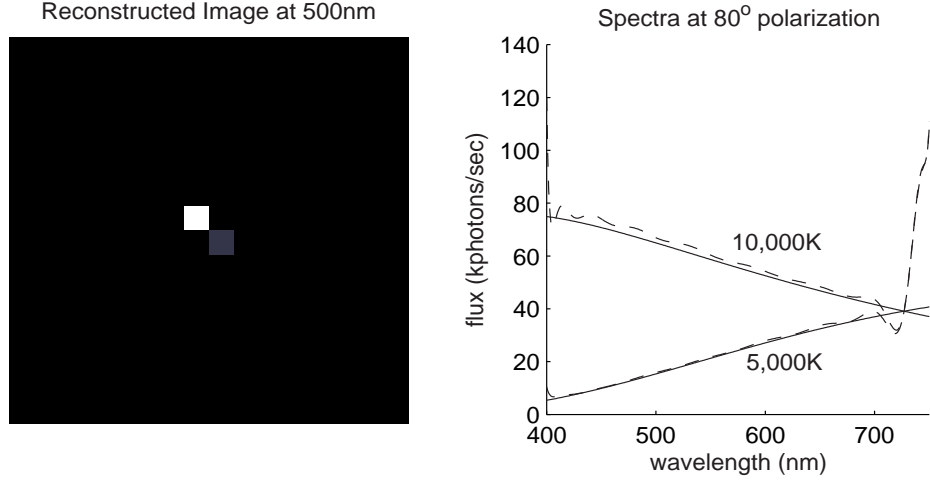 Reconstructed Image at 500nm
Spectra at 80° polarization
140
120
100
80
60
40
20
0
flux (kphotons/sec)
10,000K
5,000K
400 500 600 700
wavelength (nm)